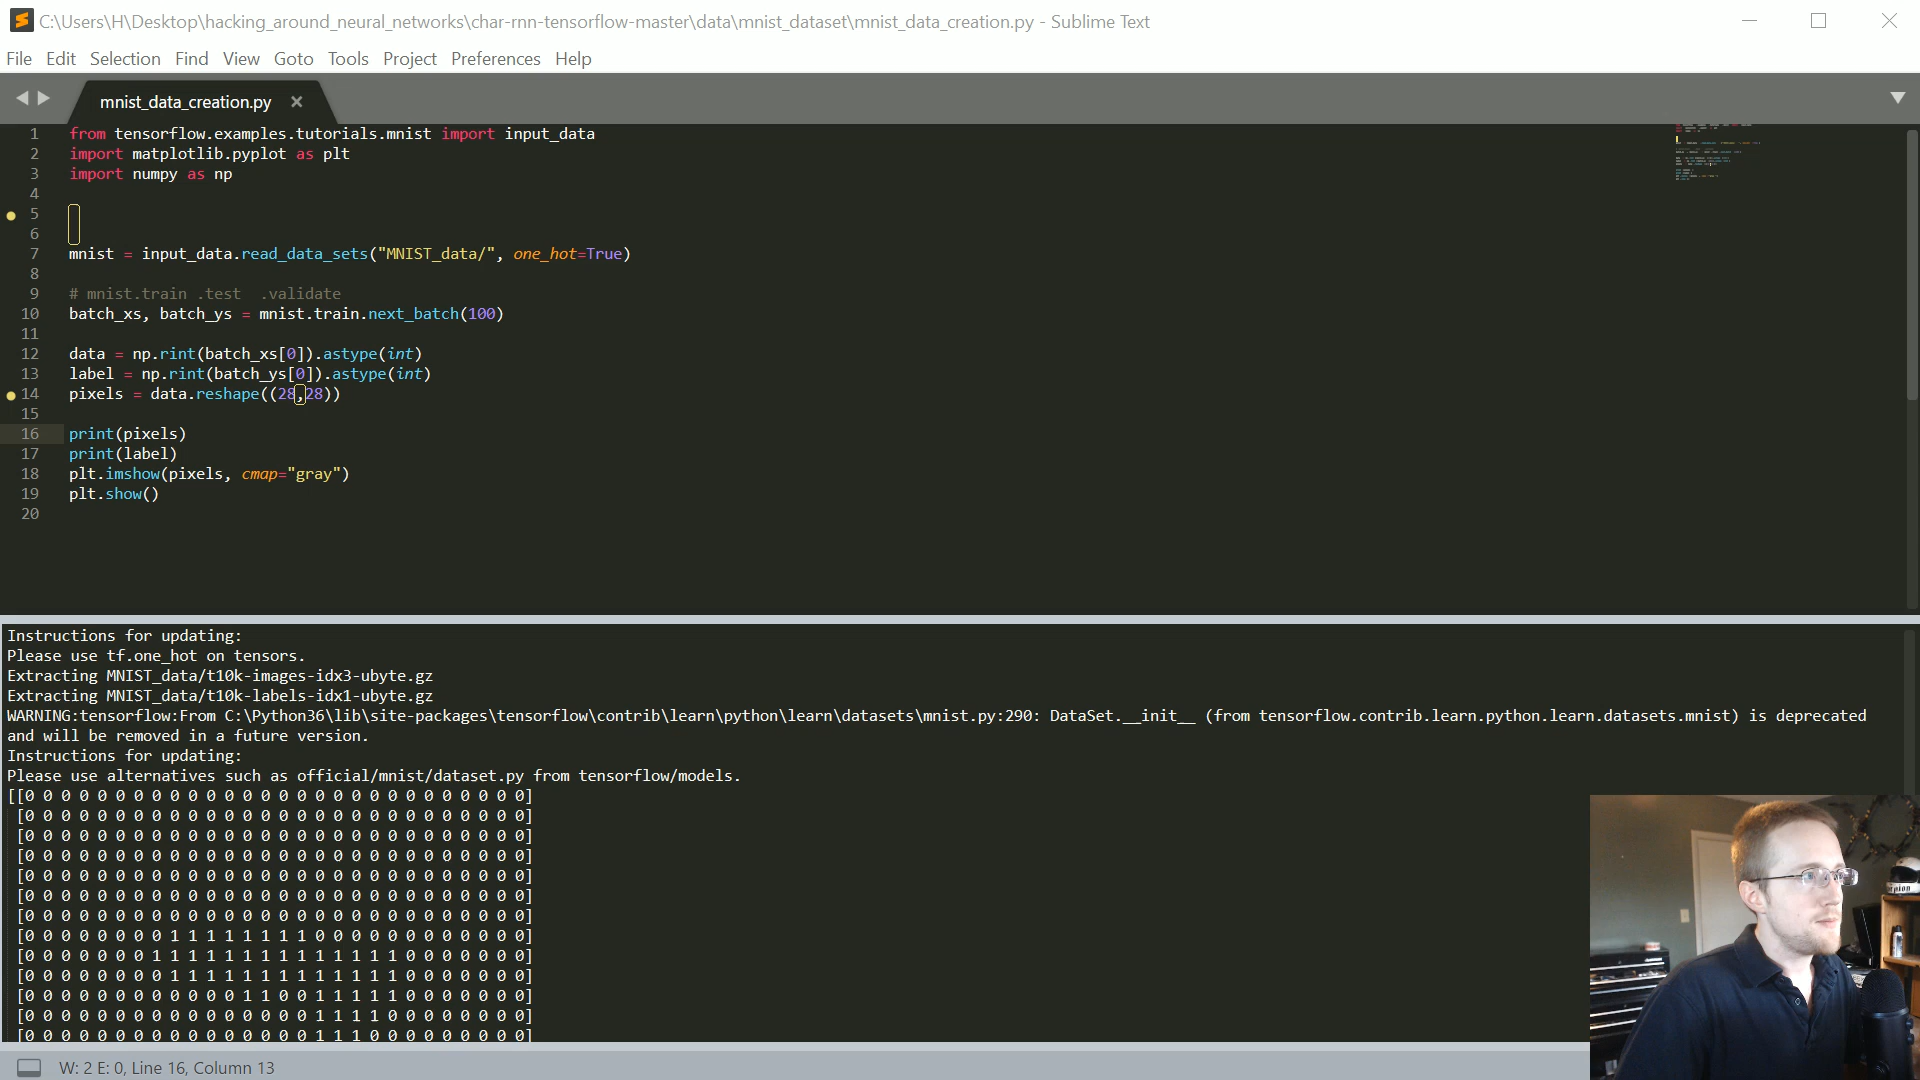 C:\Users\H\Desktop\hacking_around_neural_networks\char-rnn-tensorflow-master\data\mnist_dataset\mnist_data_creation.py - Sublime Text
File Edit Selection Find View Goto Tools Project Preferences Help
mnist_data_creation.py
1 from tensorflow.examples.tutorials.mnist import input_data
2 import matplotlib.pyplot as plt
3 import numpy as np
4
5
6
7 mnist = input_data.read_data_sets("MNIST_data/", one_hot=True)
8
9 # mnist.train .test .validate
10 batch_xs, batch_ys = mnist.train.next_batch(100)
11
12 data = np.rint(batch_xs[0]).astype(int)
13 label = np.rint(batch_ys[0]).astype(int)
14 pixels = data.reshape((28,28))
15
16 print(pixels)
17 print(label)
18 plt.imshow(pixels, cmap="gray")
19 plt.show()
20
Instructions for updating:
Please use tf.one_hot on tensors.
Extracting MNIST_data/t10k-images-idx3-ubyte.gz
Extracting MNIST_data/t10k-labels-idx1-ubyte.gz
WARNING:tensorflow:From C:\Python36\lib\site-packages\tensorflow\contrib\learn\python\learn\datasets\mnist.py:290: DataSet.__init__ (from tensorflow.contrib.learn.python.learn.datasets.mnist) is deprecated
and will be removed in a future version.
Instructions for updating:
Please use alternatives such as official/mnist/dataset.py from tensorflow/models.
[[0 0 0 0 0 0 0 0 0 0 0 0 0 0 0 0 0 0 0 0 0 0 0 0 0 0 0 0]
[0 0 0 0 0 0 0 0 0 0 0 0 0 0 0 0 0 0 0 0 0 0 0 0 0 0 0 0]
[0 0 0 0 0 0 0 0 0 0 0 0 0 0 0 0 0 0 0 0 0 0 0 0 0 0 0 0]
[0 0 0 0 0 0 0 0 0 0 0 0 0 0 0 0 0 0 0 0 0 0 0 0 0 0 0 0]
[0 0 0 0 0 0 0 0 0 0 0 0 0 0 0 0 0 0 0 0 0 0 0 0 0 0 0 0]
[0 0 0 0 0 0 0 0 0 0 0 0 0 0 0 0 0 0 0 0 0 0 0 0 0 0 0 0]
[0 0 0 0 0 0 0 0 0 0 0 0 0 0 0 0 0 0 0 0 0 0 0 0 0 0 0 0]
[0 0 0 0 0 0 0 0 1 1 1 1 1 1 1 1 0 0 0 0 0 0 0 0 0 0 0 0]
[0 0 0 0 0 0 0 1 1 1 1 1 1 1 1 1 1 1 1 1 1 0 0 0 0 0 0 0]
[0 0 0 0 0 0 0 0 1 1 1 1 1 1 1 1 1 1 1 1 1 0 0 0 0 0 0 0]
[0 0 0 0 0 0 0 0 0 0 0 0 1 1 0 0 1 1 1 1 1 0 0 0 0 0 0 0]
[0 0 0 0 0 0 0 0 0 0 0 0 0 0 0 0 1 1 1 1 0 0 0 0 0 0 0 0]
[0 0 0 0 0 0 0 0 0 0 0 0 0 0 0 0 1 1 1 0 0 0 0 0 0 0 0 0]
W: 2 E: 0, Line 16, Column 13